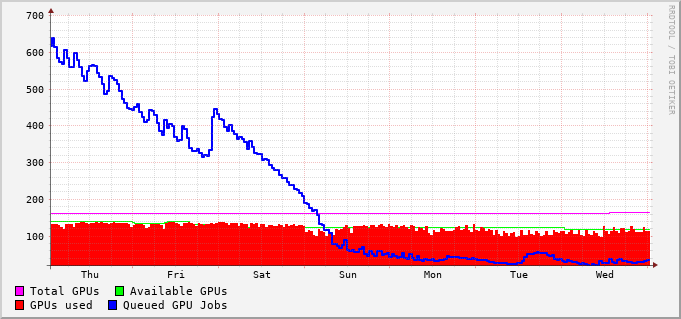 700
600
500
400
300
200
100
Thu Fri Sat Sun Mon Tue Wed
Total GPUs Available GPUs
GPUs used Queued GPU Jobs
RRDTOOL / TOBI OETIKER